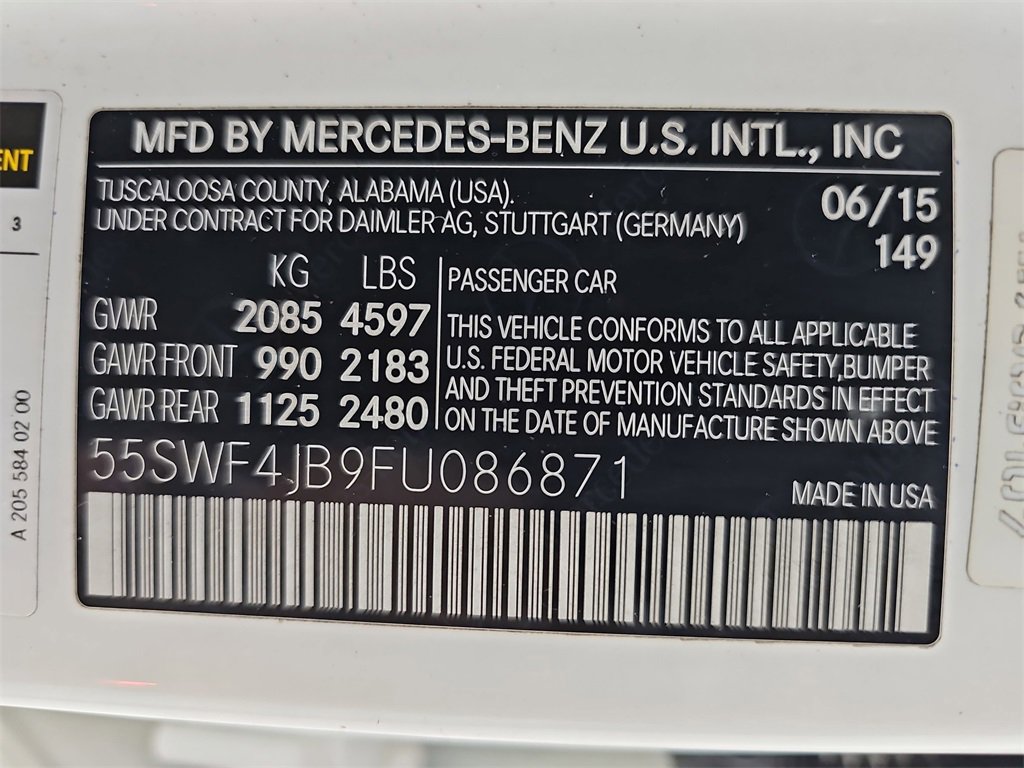 MFD BY MERCEDES-BENZ U.S. INTL., INC
TUSCALOOSA COUNTY, ALABAMA (USA).
UNDER CONTRACT FOR DAIMLER AG, STUTTGART (GERMANY)
06/15
149
KG LBS
GVWR 2085 4597
GAWR FRONT 990 2183
GAWR REAR 1125 2480
PASSENGER CAR
THIS VEHICLE CONFORMS TO ALL APPLICABLE
U.S. FEDERAL MOTOR VEHICLE SAFETY, BUMPER
AND THEFT PREVENTION STANDARDS IN EFFECT
ON THE DATE OF MANUFACTURE SHOWN ABOVE
55SWF4JB9FU086871
MADE IN USA
ENT
3
A 205 584 02 00